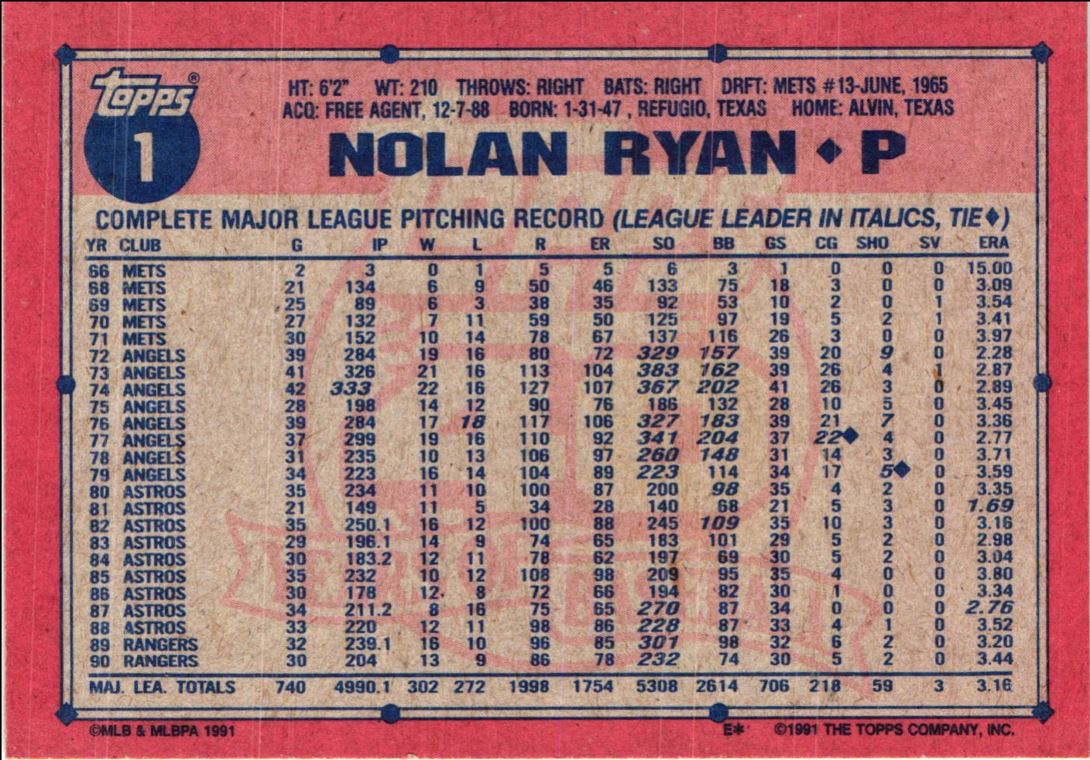 topps®
1
HT: 6'2" WT: 210 THROWS: RIGHT BATS: RIGHT DRFT: METS #13-JUNE, 1965
ACQ: FREE AGENT, 12-7-88 BORN: 1-31-47 , REFUGIO, TEXAS HOME: ALVIN, TEXAS
NOLAN RYAN ♦ P
COMPLETE MAJOR LEAGUE PITCHING RECORD (LEAGUE LEADER IN ITALICS, TIE♦)
YR CLUB G IP W L R ER SO BB GS CG SHO SV ERA
66 METS 2 3 0 1 5 5 6 3 1 0 0 0 15.00
68 METS 21 134 6 9 50 46 133 75 18 3 0 0 3.09
69 METS 25 89 6 3 38 35 92 53 10 2 0 1 3.54
70 METS 27 132 7 11 59 50 125 97 19 5 2 1 3.41
71 METS 30 152 10 14 78 67 137 116 26 3 0 0 3.97
72 ANGELS 39 284 19 16 80 72 329 157 39 20 9 0 2.28
73 ANGELS 41 326 21 16 113 104 383 162 39 26 4 1 2.87
74 ANGELS 42 333 22 16 127 107 367 202 41 26 3 0 2.89
75 ANGELS 28 198 14 12 90 76 186 132 28 10 5 0 3.45
76 ANGELS 39 284 17 18 117 106 327 183 39 21 7 0 3.36
77 ANGELS 37 299 19 16 110 92 341 204 37 22♦ 4 0 2.77
78 ANGELS 31 235 10 13 106 97 260 148 31 14 3 0 3.71
79 ANGELS 34 223 16 14 104 89 223 114 34 17 5♦ 0 3.59
80 ASTROS 35 234 11 10 100 87 200 98 35 4 2 0 3.35
81 ASTROS 21 149 11 5 34 28 140 68 21 5 3 0 1.69
82 ASTROS 35 250.1 16 12 100 88 245 109 35 10 3 0 3.16
83 ASTROS 29 196.1 14 9 74 65 183 101 29 5 2 0 2.98
84 ASTROS 30 183.2 12 11 78 62 197 69 30 5 2 0 3.04
85 ASTROS 35 232 10 12 108 98 209 95 35 4 0 0 3.80
86 ASTROS 30 178 12 8 72 66 194 82 30 1 0 0 3.34
87 ASTROS 34 211.2 8 16 75 65 270 87 34 0 0 0 2.76
88 ASTROS 33 220 12 11 98 86 228 87 33 4 1 0 3.52
89 RANGERS 32 239.1 16 10 96 85 301 98 32 6 2 0 3.20
90 RANGERS 30 204 13 9 86 78 232 74 30 5 2 0 3.44
MAJ. LEA. TOTALS 740 4990.1 302 272 1998 1754 5308 2614 706 218 59 3 3.16
©MLB & MLBPA 1991 E* ©1991 THE TOPPS COMPANY, INC.